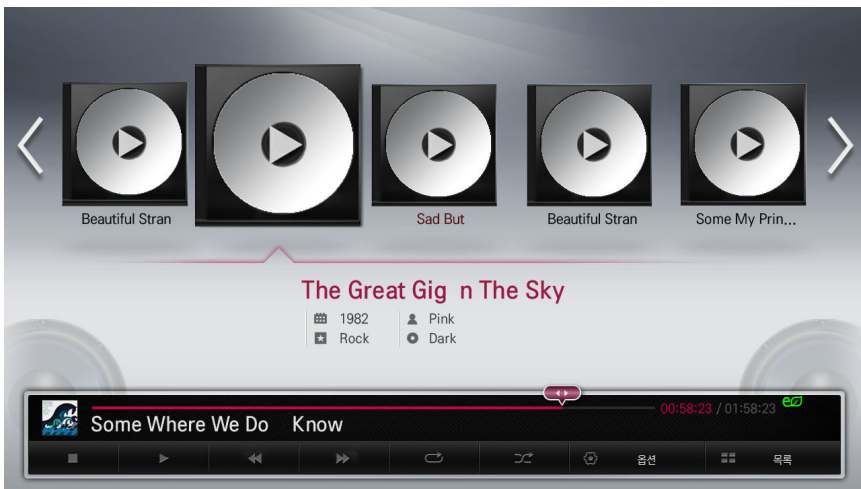 Beautiful Stran
Sad But
Beautiful Stran
Some My Prin...
The Great Gig n The Sky
1982
Pink
Rock
Dark
00:58:23 / 01:58:23
Some Where We Do Know
옵션
목록